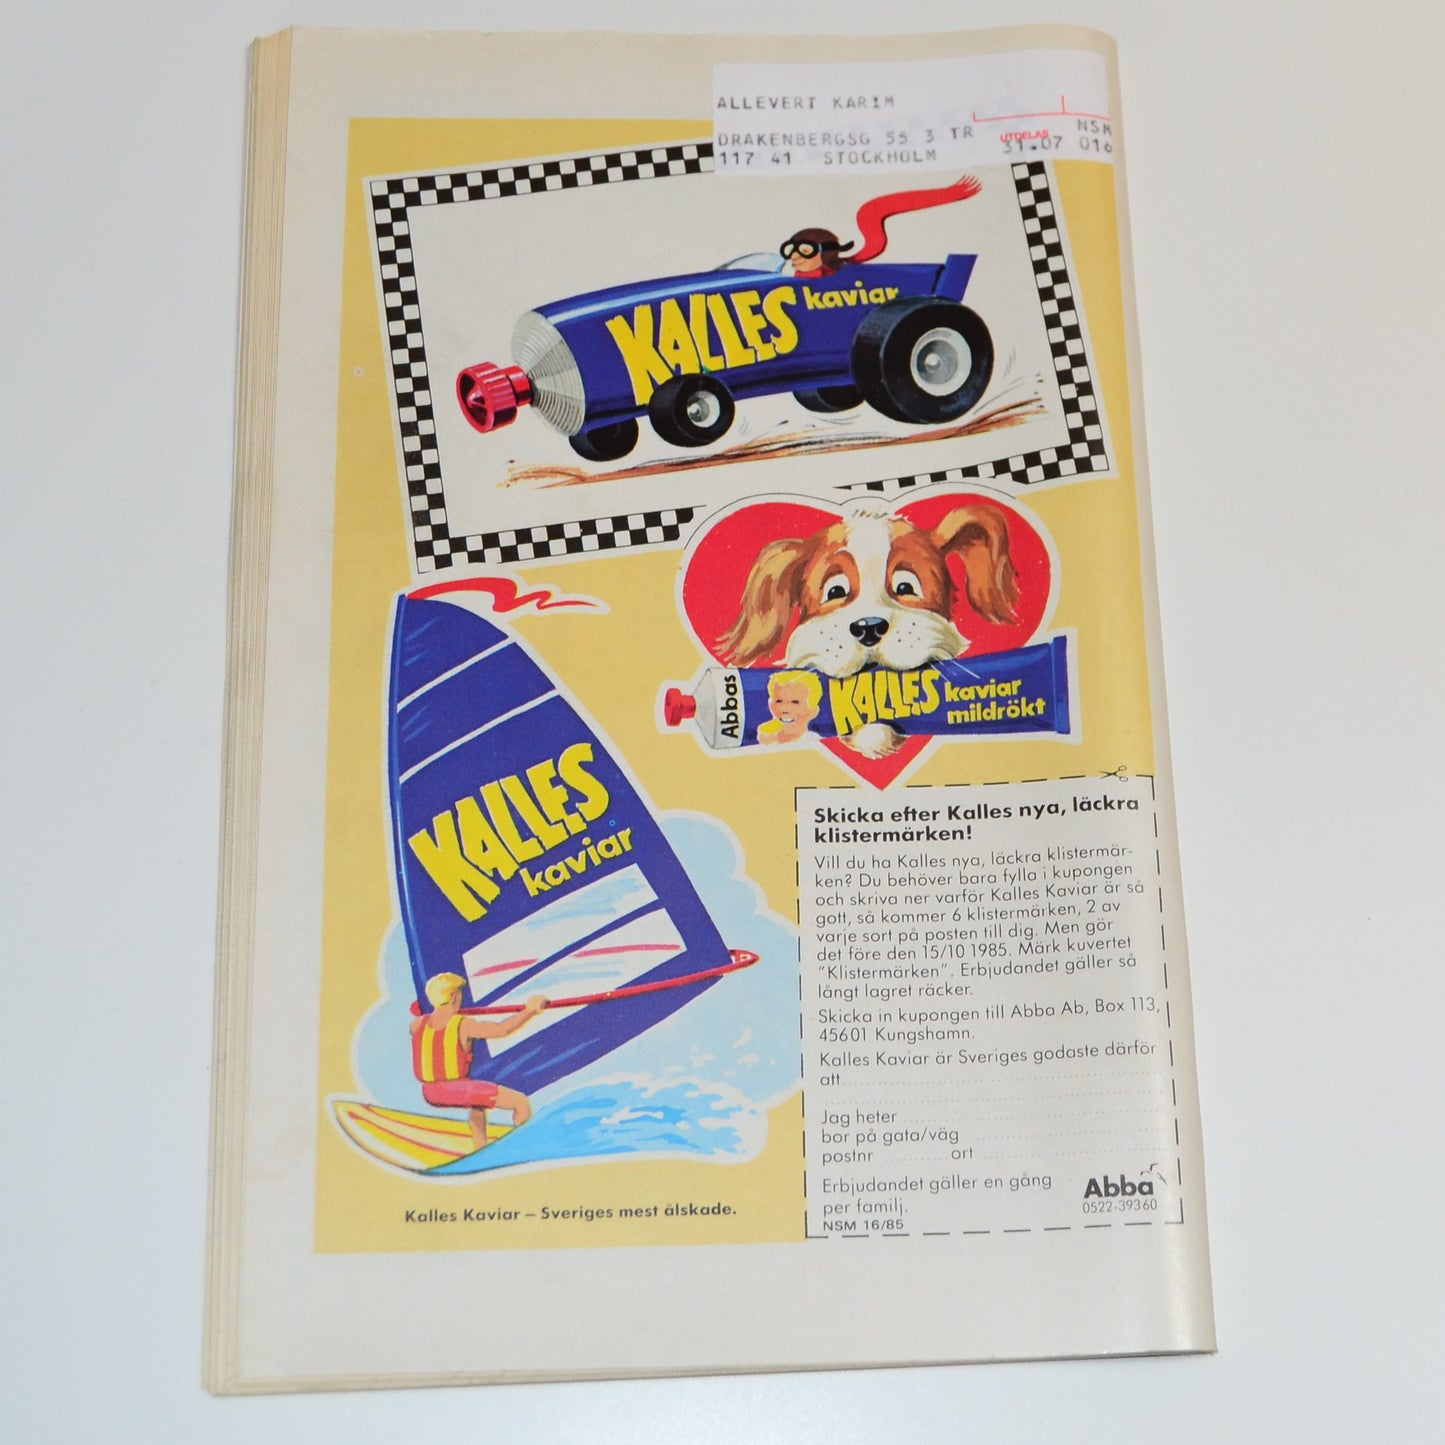 ALLEVERT KARIM
DRAKENBERGSG 55 3 TR
UTDELAS
NSM
117 41 STOCKHOLM
31.07 016
KALLES kaviar
Abbas
KALLES kaviar
mildrökt
KALLES
kaviar
Skicka efter Kalles nya, läckra
klistermärken!
Vill du ha Kalles nya, läckra klistermär-
ken? Du behöver bara fylla i kupongen
och skriva ner varför Kalles Kaviar är så
gott, så kommer 6 klistermärken, 2 av
varje sort på posten till dig. Men gör
det före den 15/10 1985. Märk kuvertet
"Klistermärken". Erbjudandet gäller så
långt lagret räcker.
Skicka in kupongen till Abba Ab, Box 113,
45601 Kungshamn.
Kalles Kaviar är Sveriges godaste därför
att
Jag heter
bor på gata/väg
postnr ort
Erbjudandet gäller en gång
per familj.
NSM 16/85
Abba
0522-39360
Kalles Kaviar – Sveriges mest älskade.